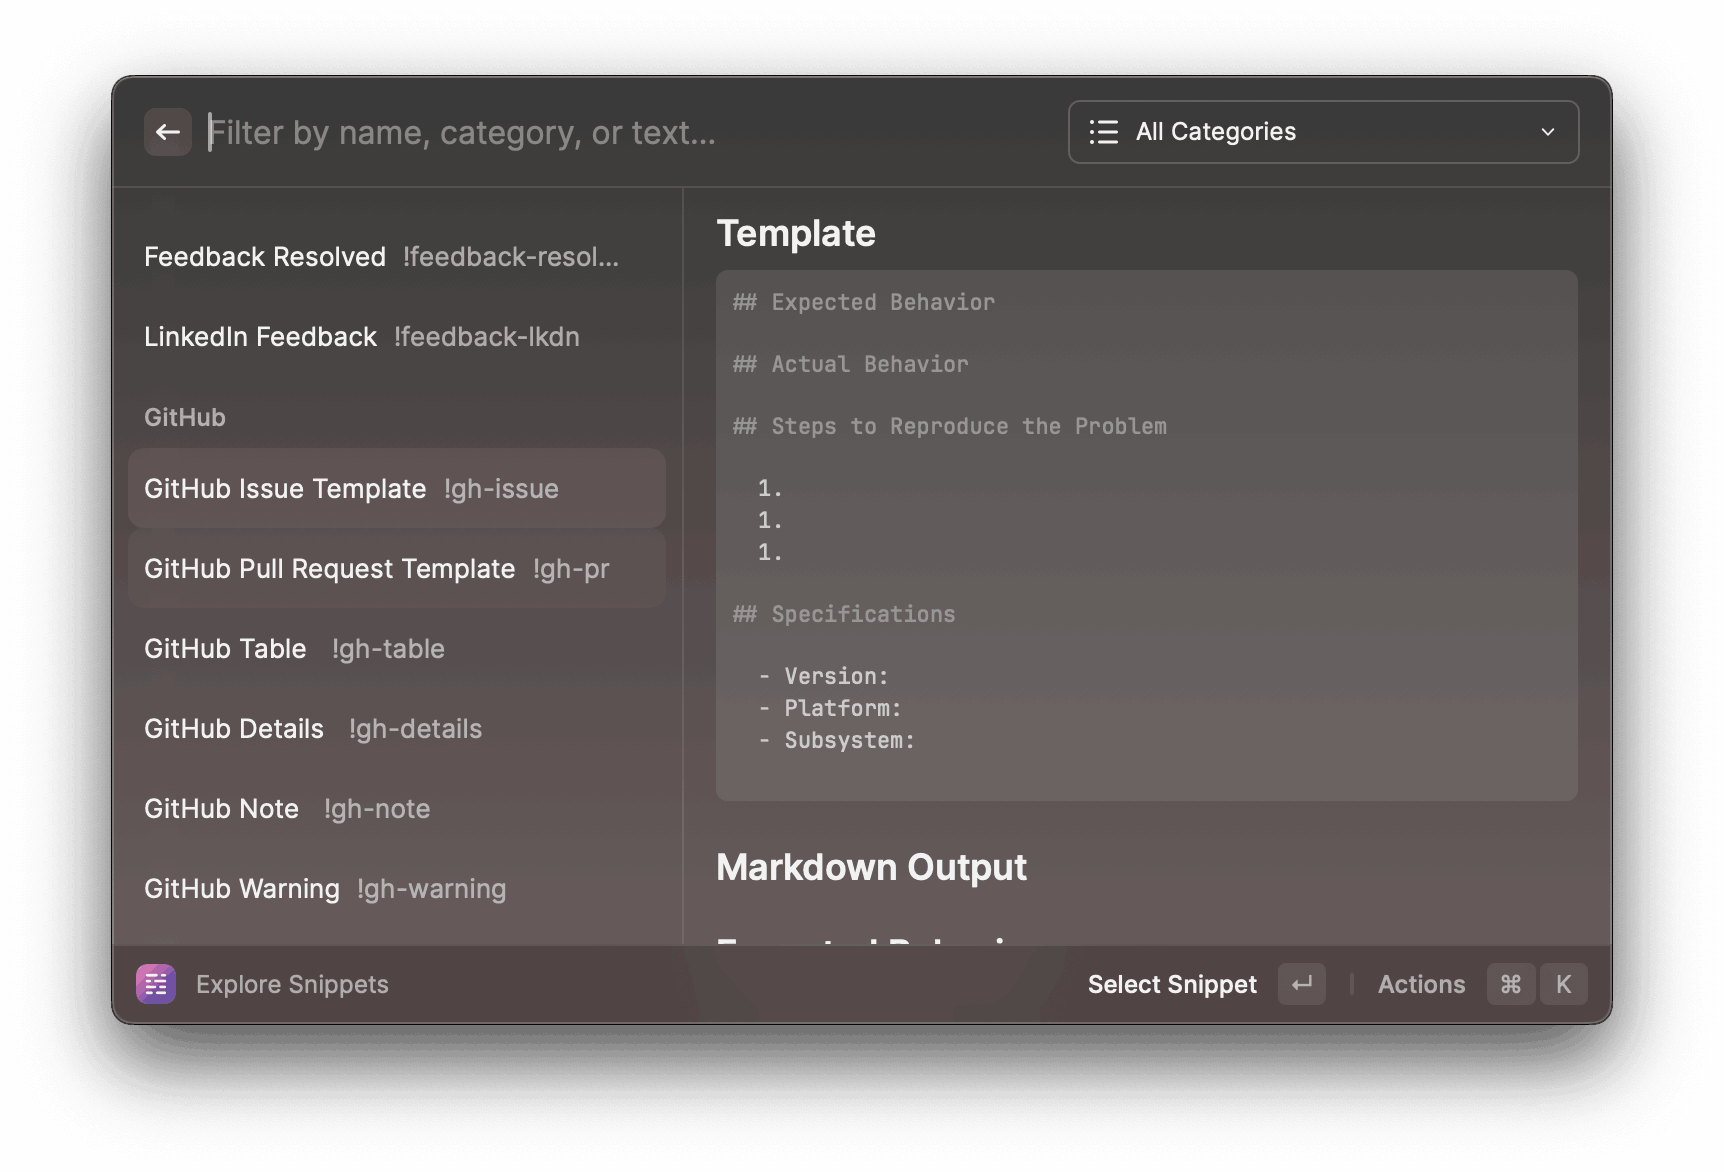 Filter by name, category, or text...
All Categories
Feedback Resolved !feedback-resol...
LinkedIn Feedback !feedback-lkdn
GitHub
GitHub Issue Template !gh-issue
GitHub Pull Request Template !gh-pr
GitHub Table !gh-table
GitHub Details !gh-details
GitHub Note !gh-note
GitHub Warning !gh-warning
Template
## Expected Behavior
## Actual Behavior
## Steps to Reproduce the Problem
1.
1.
1.
## Specifications
- Version:
- Platform:
- Subsystem:
Markdown Output
Explore Snippets
Select Snippet
Actions ⌘ K